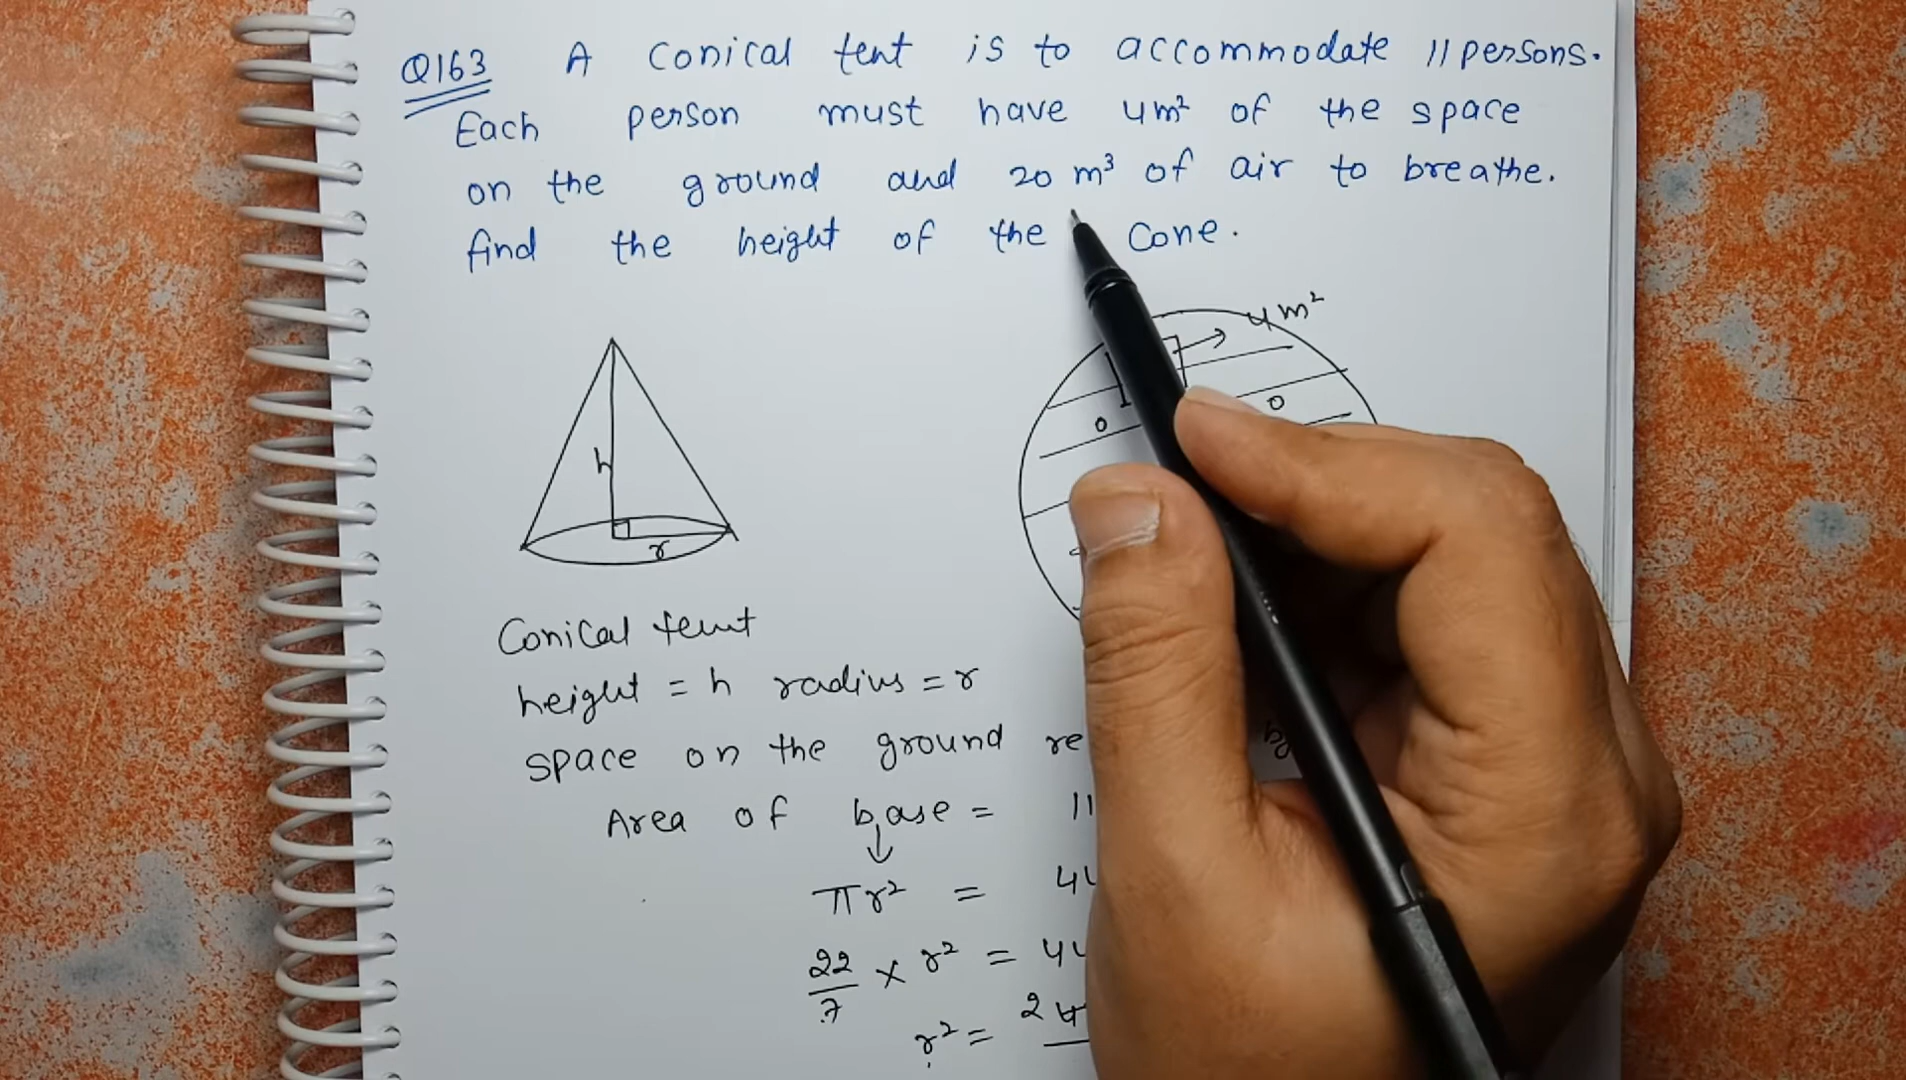 Q163 A conical tent is to accommodate 11 persons.
Each person must have 4m² of the space
on the ground and 20 m³ of air to breathe.
find the height of the cone.
4m²
h
r
Conical tent
height = h radius = r
space on the ground re
Area of base = 11
πr² = 44
22/7 × r² = 44
r² = 2